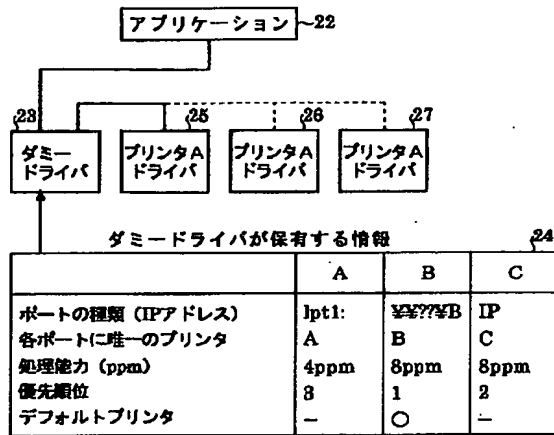 アプリケーション 22
23 25 26 27
ダミードライバ プリンタAドライバ プリンタAドライバ プリンタAドライバ
ダミードライバが保有する情報 24
A B C
ポートの種類（IPアドレス） lpt1: ¥¥??¥B IP
各ポートに唯一のプリンタ A B C
処理能力（ppm） 4ppm 8ppm 8ppm
優先順位 3 1 2
デフォルトプリンタ – ○ –